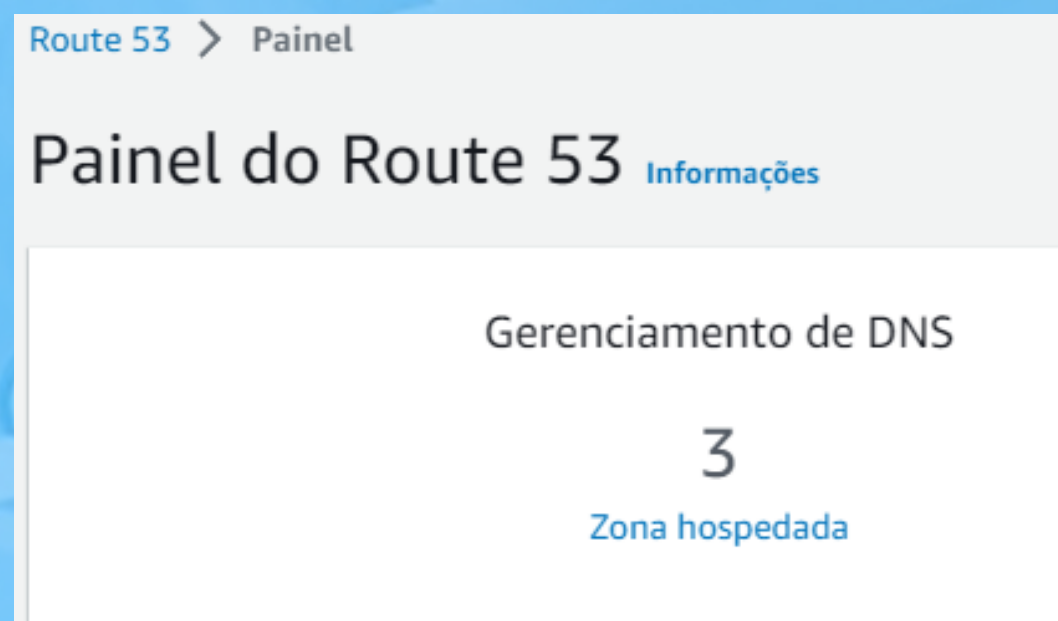 Route 53 > Painel
Painel do Route 53 Informações
Gerenciamento de DNS
3
Zona hospedada